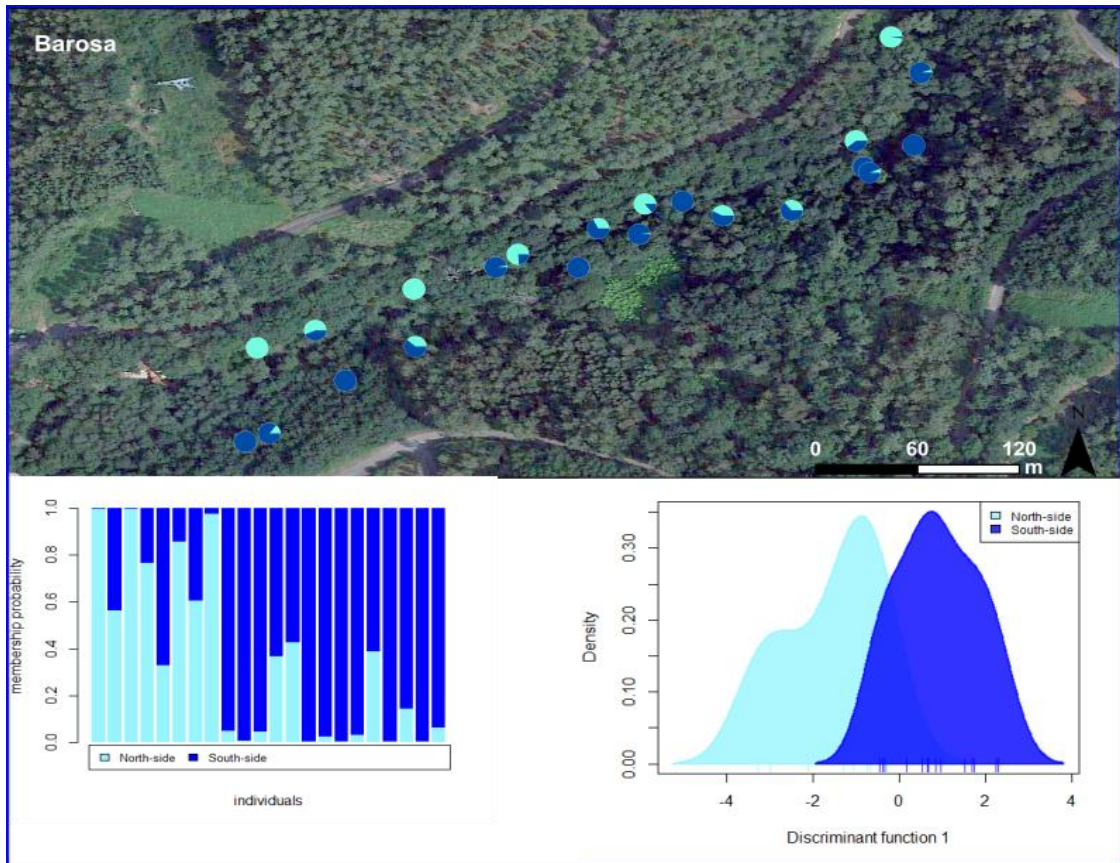 Barosa
N
0 60 120
m
membership probability
0.0 0.2 0.4 0.6 0.8 1.0
North-side South-side
individuals
North-side
South-side
Density
0.00 0.10 0.20 0.30
-4 -2 0 2 4
Discriminant function 1